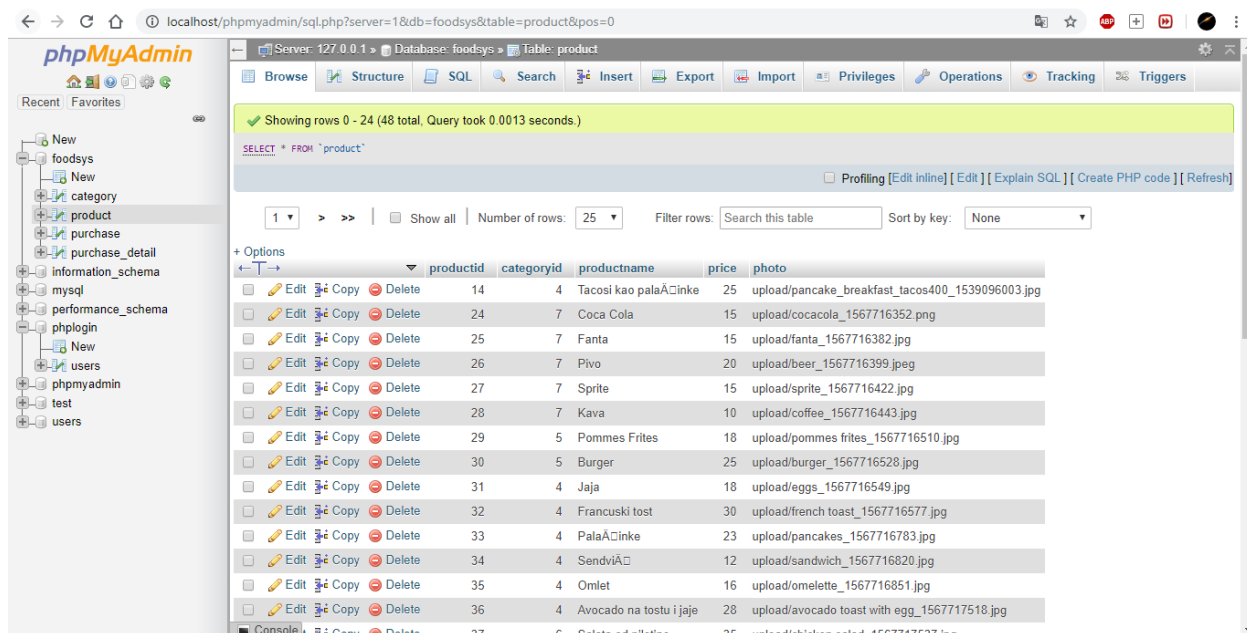 localhost/phpmyadmin/sql.php?server=1&db=foodsys&table=product&pos=0
ABP
phpMyAdmin
Recent Favorites
New
foodsys
New
category
product
purchase
purchase_detail
information_schema
mysql
performance_schema
phplogin
New
users
phpmyadmin
test
users
Server: 127.0.0.1 » Database: foodsys » Table: product
Browse Structure SQL Search Insert Export Import Privileges Operations Tracking Triggers
Showing rows 0 - 24 (48 total, Query took 0.0013 seconds.)
SELECT * FROM `product`
Profiling [Edit inline] [ Edit ] [ Explain SQL ] [ Create PHP code ] [ Refresh]
1 > >> Show all Number of rows: 25 Filter rows: Search this table Sort by key: None
+ Options
←T→ productid categoryid productname price photo
Edit Copy Delete 14 4 Tacosi kao palaÄ□inke 25 upload/pancake_breakfast_tacos400_1539096003.jpg
Edit Copy Delete 24 7 Coca Cola 15 upload/cocacola_1567716352.png
Edit Copy Delete 25 7 Fanta 15 upload/fanta_1567716382.jpg
Edit Copy Delete 26 7 Pivo 20 upload/beer_1567716399.jpeg
Edit Copy Delete 27 7 Sprite 15 upload/sprite_1567716422.jpg
Edit Copy Delete 28 7 Kava 10 upload/coffee_1567716443.jpg
Edit Copy Delete 29 5 Pommes Frites 18 upload/pommes frites_1567716510.jpg
Edit Copy Delete 30 5 Burger 25 upload/burger_1567716528.jpg
Edit Copy Delete 31 4 Jaja 18 upload/eggs_1567716549.jpg
Edit Copy Delete 32 4 Francuski tost 30 upload/french toast_1567716577.jpg
Edit Copy Delete 33 4 PalaÄ□inke 23 upload/pancakes_1567716783.jpg
Edit Copy Delete 34 4 SendviÄ□ 12 upload/sandwich_1567716820.jpg
Edit Copy Delete 35 4 Omlet 16 upload/omelette_1567716851.jpg
Edit Copy Delete 36 4 Avocado na tostu i jaje 28 upload/avocado toast with egg_1567717518.jpg
Console Copy Delete